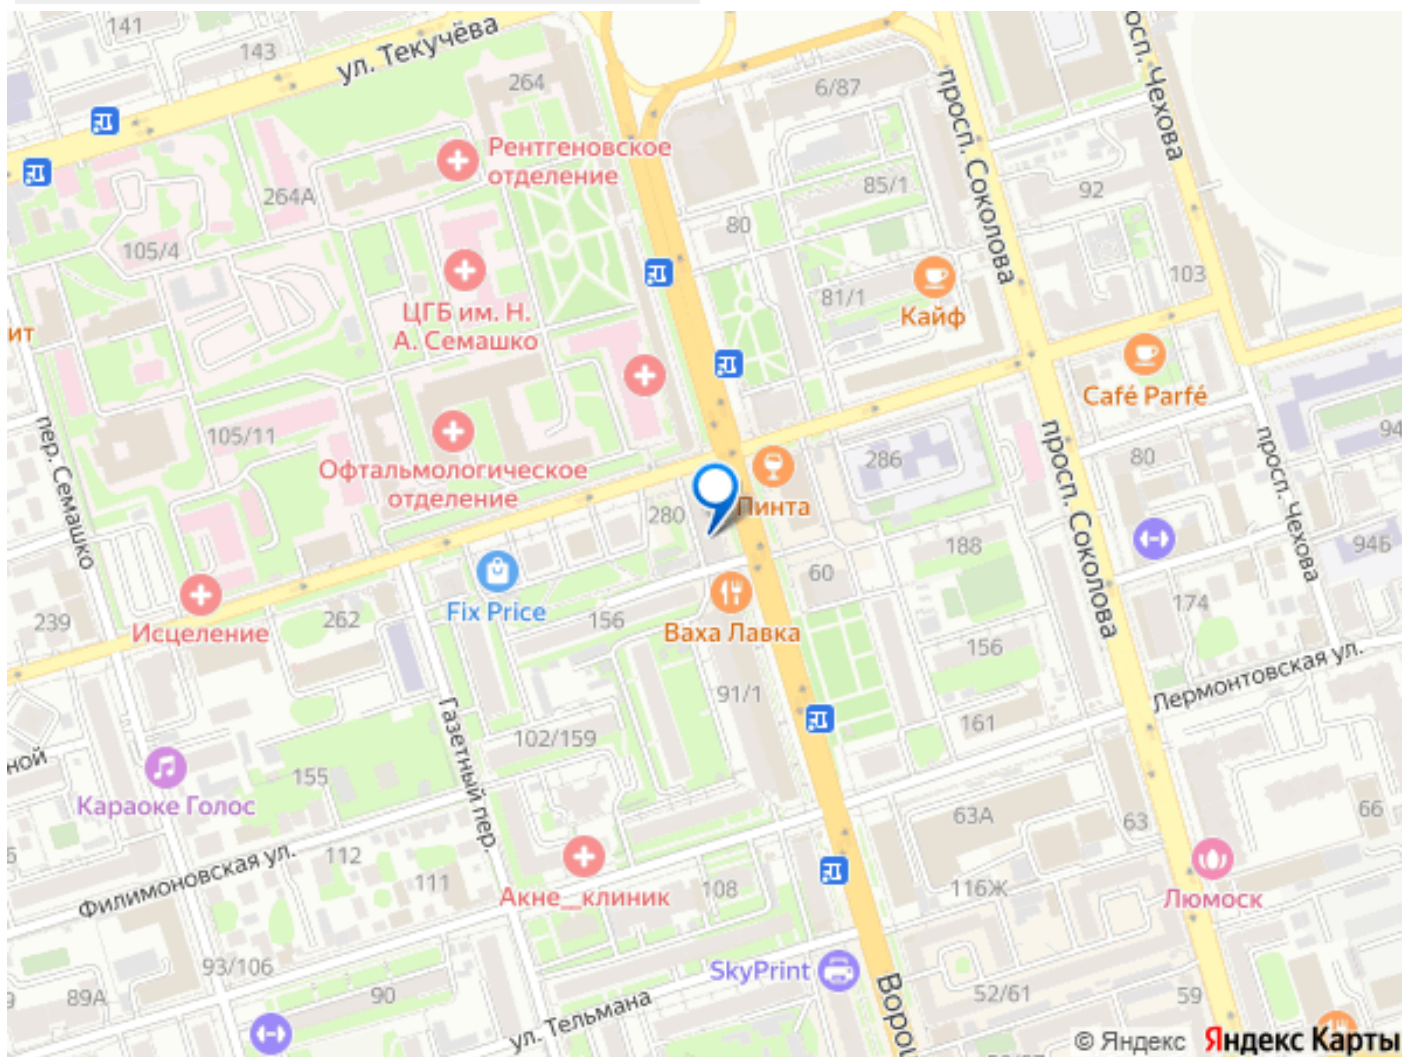 141
143
ул. Текучёва
264
6/87
просп. Соколова
просп. Чехова
Рентгеновское
отделение
264А
85/1
92
80
105/4
103
81/1
ЦГБ им. Н.
А. Семашко
Кайф
ит
Café Parfé
пер. Семашко
105/11
просп. Соколова
просп. Чехова
94
Офтальмологическое
отделение
286
80
280
Пинта
188
94Б
60
Fix Price
156
174
239
Исцеление
262
Ваха Лавка
156
Лермонтовская ул.
91/1
161
Газетный пер.
102/159
ной
155
Караоке Голос
63А
63
66
Филимоновская ул.
112
111
Акне_клиник
108
116Ж
Люмоск
93/106
SkyPrint
89А
90
ул. Тельмана
Ворош
52/61
59
© Яндекс Яндекс Карты